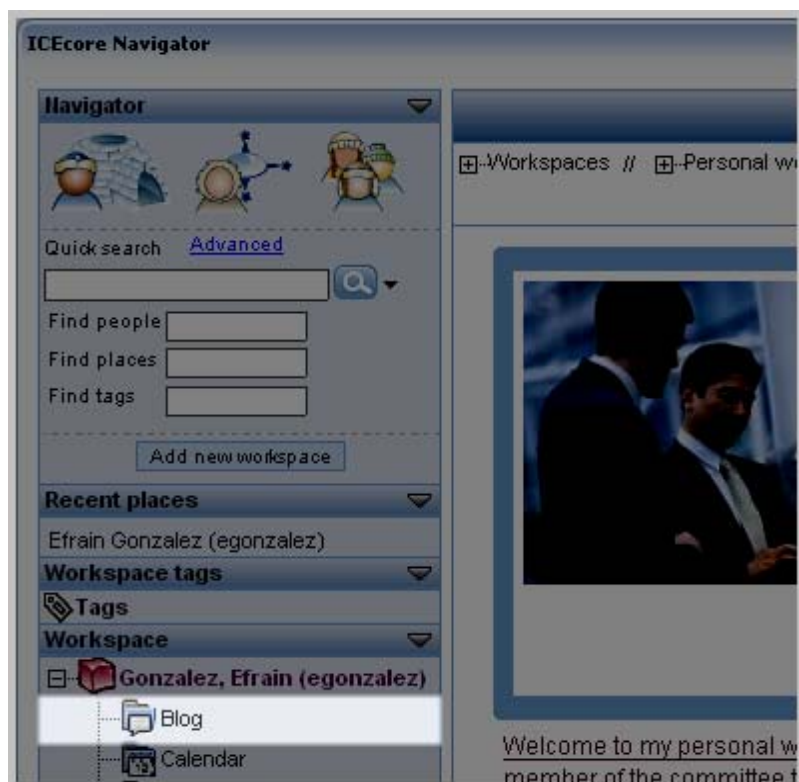 ICEcore Navigator
Navigator
Quick search Advanced
Find people
Find places
Find tags
Add new workspace
Recent places
Efrain Gonzalez (egonzalez)
Workspace tags
Tags
Workspace
Gonzalez, Efrain (egonzalez)
Blog
Calendar
Workspaces // Personal
Welcome to my personal
member of the committee